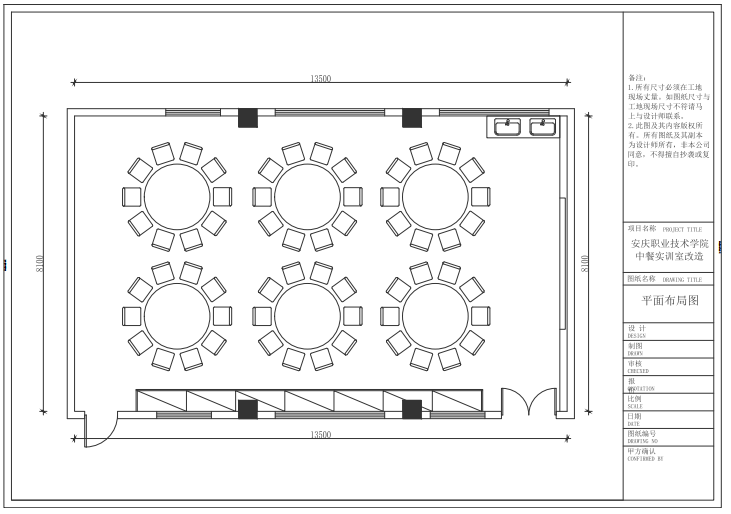 13500
8100
8100
13500
备注:
1.所有尺寸必须在工地
现场丈量。如图纸尺寸与
工地现场尺寸不符请马
上与设计师联系。
2.此图及其内容版权所
有。所有图纸及其副本
为设计师所有，非本公司
同意，不得擅自抄袭或复
印。
项目名称 PROJECT TITLE
安庆职业技术学院
中餐实训室改造
图纸名称 DRAWING TITLE
平面布局图
设 计
DESIGN
制图
DRAWN
审核
CHECKED
报
比例
SCALE
日期
DATE
图纸编号
DRAWING NO
甲方确认
CONFIRMED BY